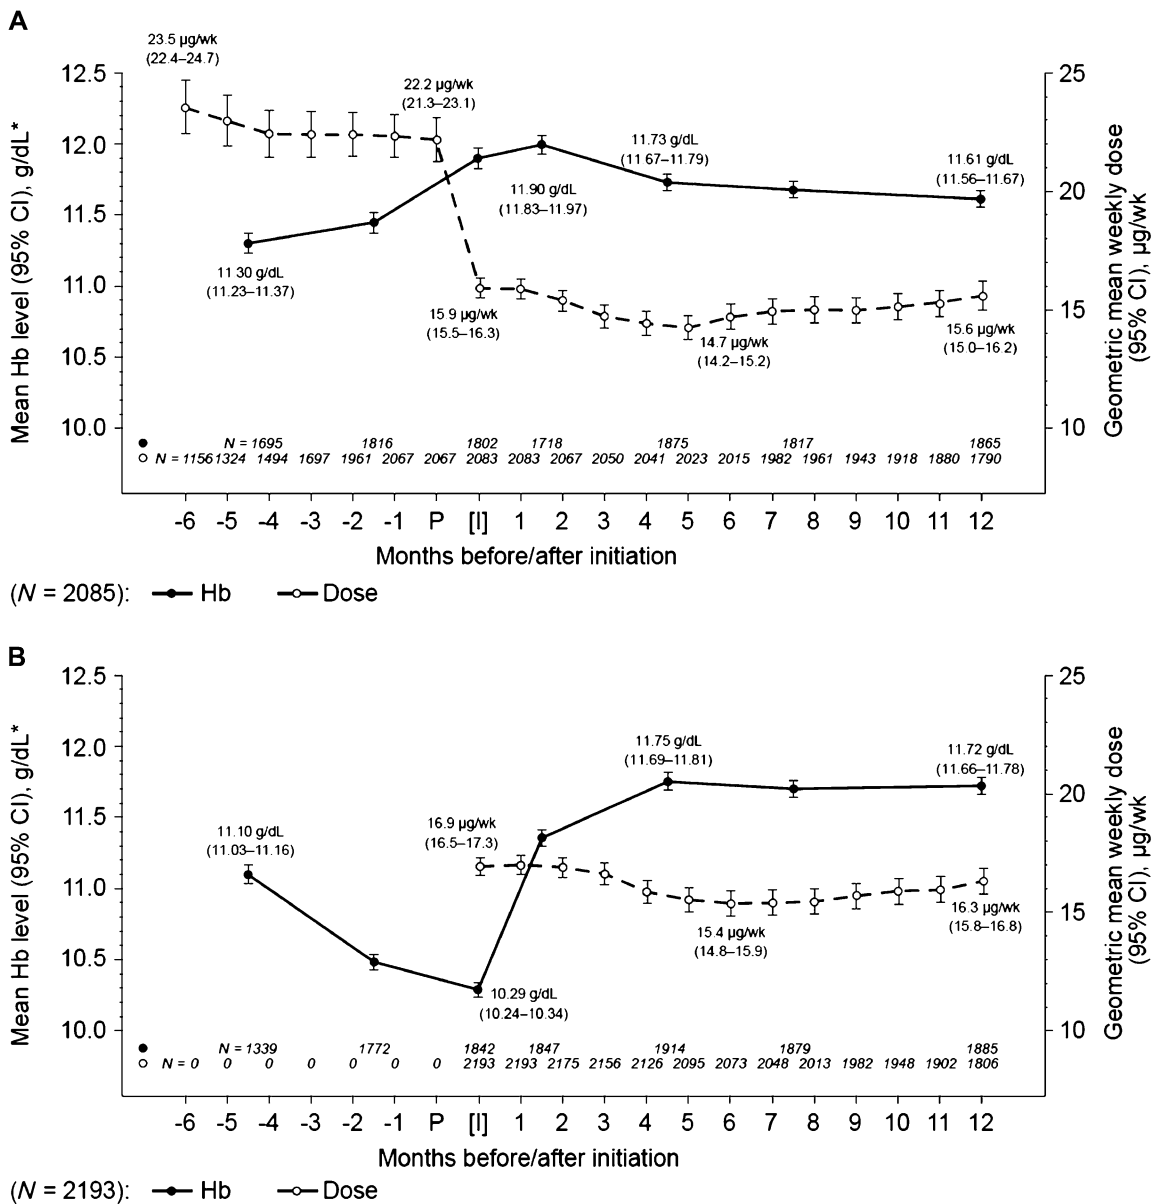 A
23.5 µg/wk
(22.4–24.7)
22.2 µg/wk
(21.3–23.1)
11.73 g/dL
(11.67–11.79)
11.61 g/dL
(11.56–11.67)
11.90 g/dL
(11.83–11.97)
11 30 g/dL
(11.23–11.37)
15 9 µg/wk
(15.5–16.3)
14.7 µg/wk
(14.2–15.2)
15.6 µg/wk
(15.0–16 2)
Mean Hb level (95% CI), g/dL*
12.5
12.0
11.5
11.0
10.5
10.0
25
20
15
10
Geometric mean weekly dose
(95% CI), µg/wk
N = 1695 1816 1802 1718 1875 1817 1865
N = 1156 1324 1494 1697 1961 2067 2067 2083 2083 2067 2050 2041 2023 2015 1982 1961 1943 1918 1880 1790
-6 -5 -4 -3 -2 -1 P [I] 1 2 3 4 5 6 7 8 9 10 11 12
Months before/after initiation
(N = 2085): Hb Dose
B
11.75 g/dL
(11.69–11.81)
11.72 g/dL
(11.66–11.78)
11.10 g/dL
(11.03–11.16)
16.9 µg/wk
(16.5–17.3)
15.4 µg/wk
(14.8–15.9)
16.3 µg/wk
(15.8–16.8)
10.29 g/dL
(10.24–10.34)
Mean Hb level (95% CI), g/dL*
12.5
12.0
11.5
11.0
10.5
10.0
25
20
15
10
Geometric mean weekly dose
(95% CI), µg/wk
N = 1339 1772 1842 1847 1914 1879 1885
N = 0 0 0 0 0 0 0 2193 2193 2175 2156 2126 2095 2073 2048 2013 1982 1948 1902 1806
-6 -5 -4 -3 -2 -1 P [I] 1 2 3 4 5 6 7 8 9 10 11 12
Months before/after initiation
(N = 2193): Hb Dose